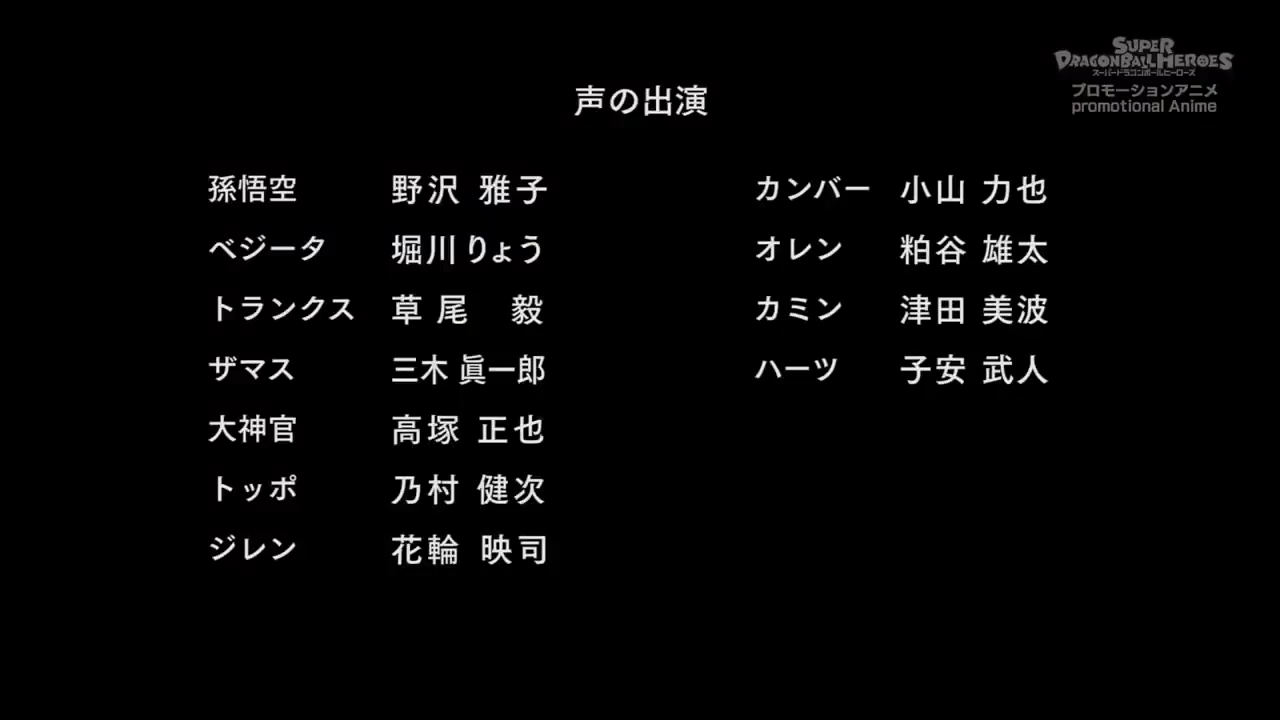 SUPER
DRAGONBALL HEROES
スーパードラゴンボールヒーローズ
プロモーションアニメ
promotional Anime
声の出演
孫悟空 野沢 雅子
ベジータ 堀川りょう
トランクス 草尾 毅
ザマス 三木 眞一郎
大神官 高塚 正也
トッポ 乃村 健次
ジレン 花輪 映司
カンバー 小山 力也
オレン 粕谷 雄太
カミン 津田 美波
ハーツ 子安 武人